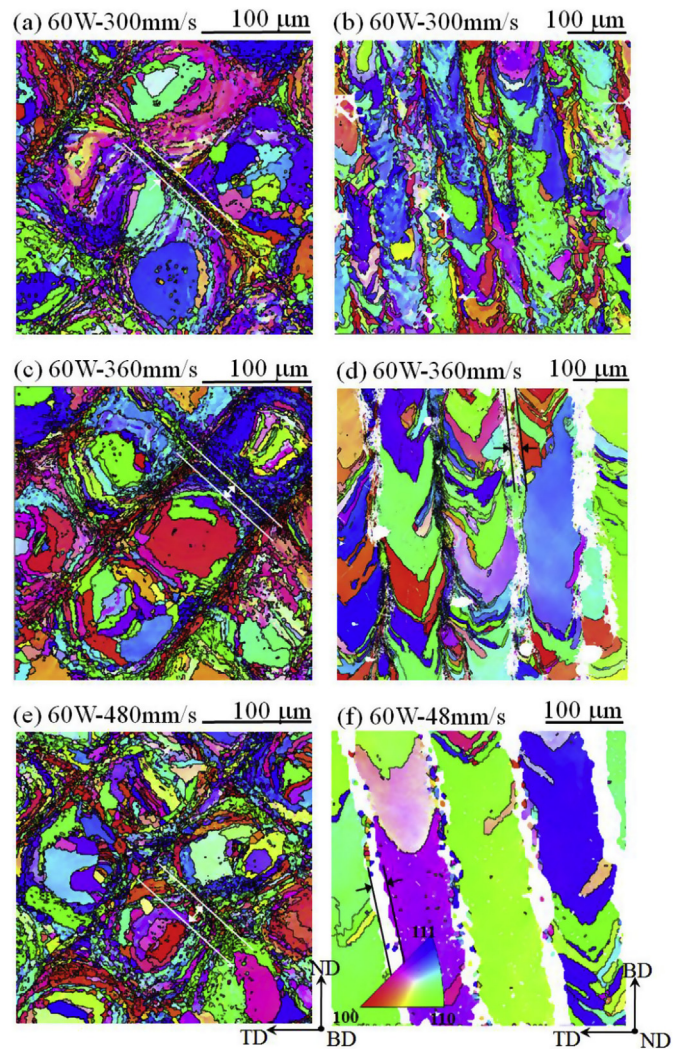 (a) 60W-300mm/s 100 μm
(b) 60W-300mm/s 100 μm
(c) 60W-360mm/s 100 μm
(d) 60W-360mm/s 100 μm
(e) 60W-480mm/s 100 μm
(f) 60W-48mm/s 100 μm
111
100
110
ND
TD
BD
BD
TD
ND